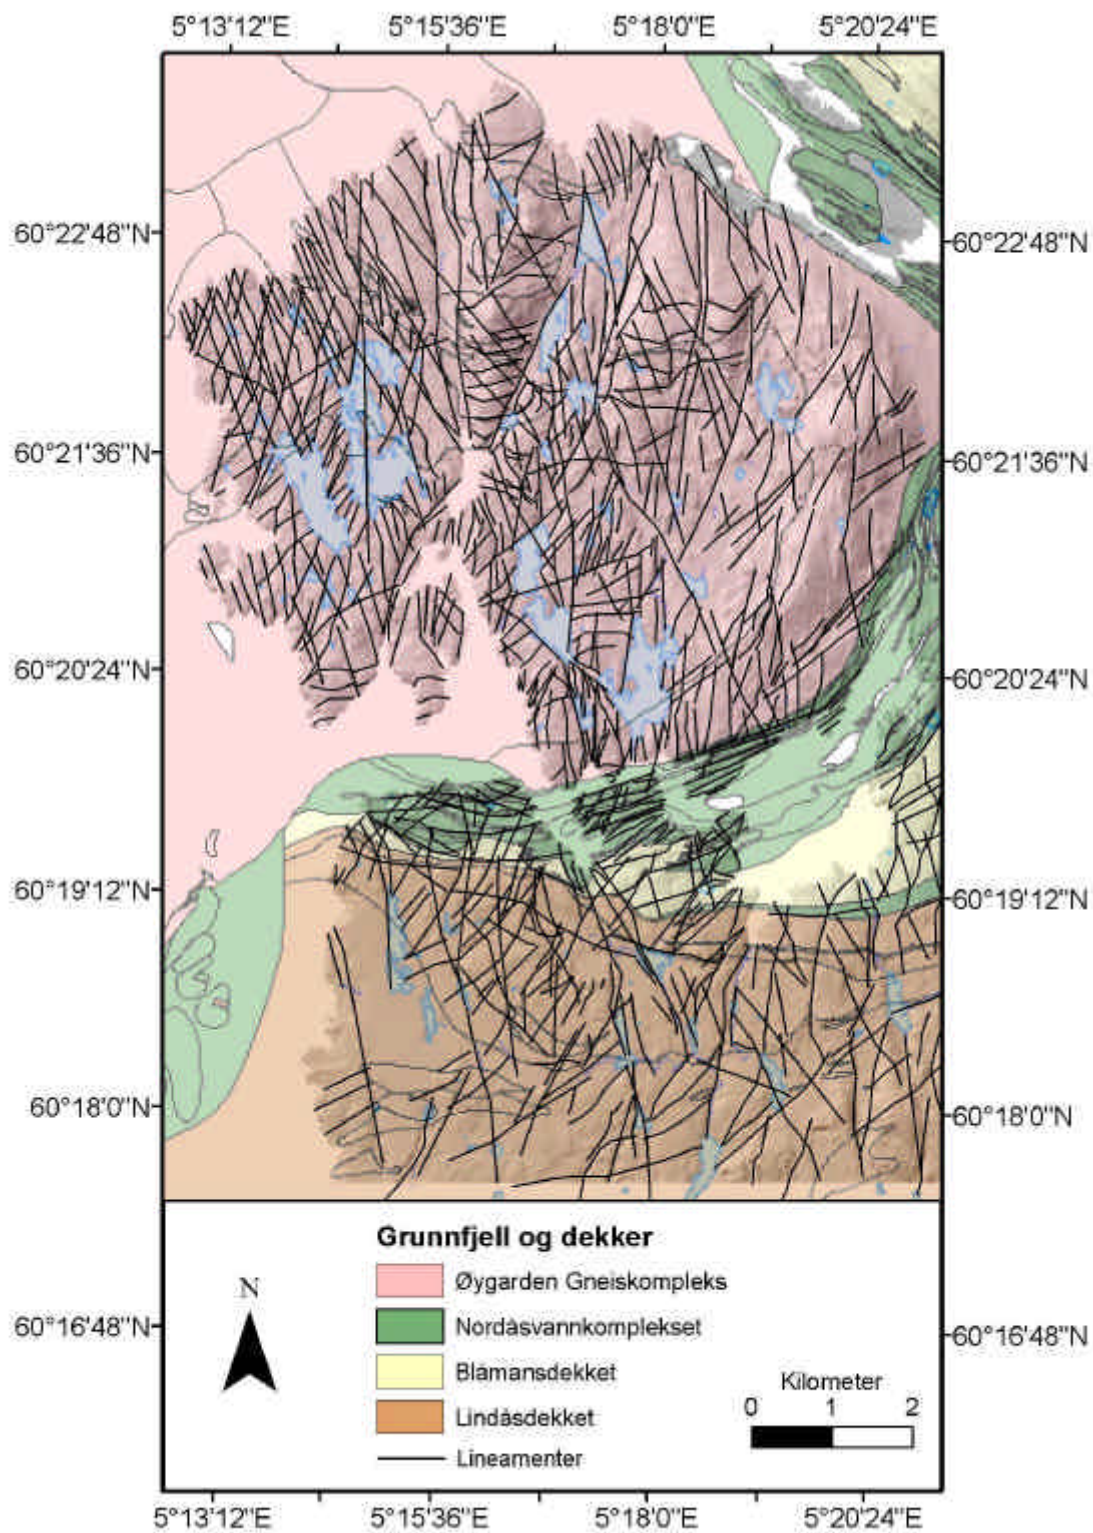 5°13'12"E 5°15'36"E 5°18'0"E 5°20'24"E
60°22'48"N 60°22'48"N
60°21'36"N 60°21'36"N
60°20'24"N 60°20'24"N
60°19'12"N 60°19'12"N
60°18'0"N 60°18'0"N
Grunnfjell og dekker
N
Øygarden Gneiskompleks
60°16'48"N Nordåsvannkomplekset 60°16'48"N
Blåmansdekket
Kilometer
Lindåsdekket
0 1 2
Lineamenter
5°13'12"E 5°15'36"E 5°18'0"E 5°20'24"E